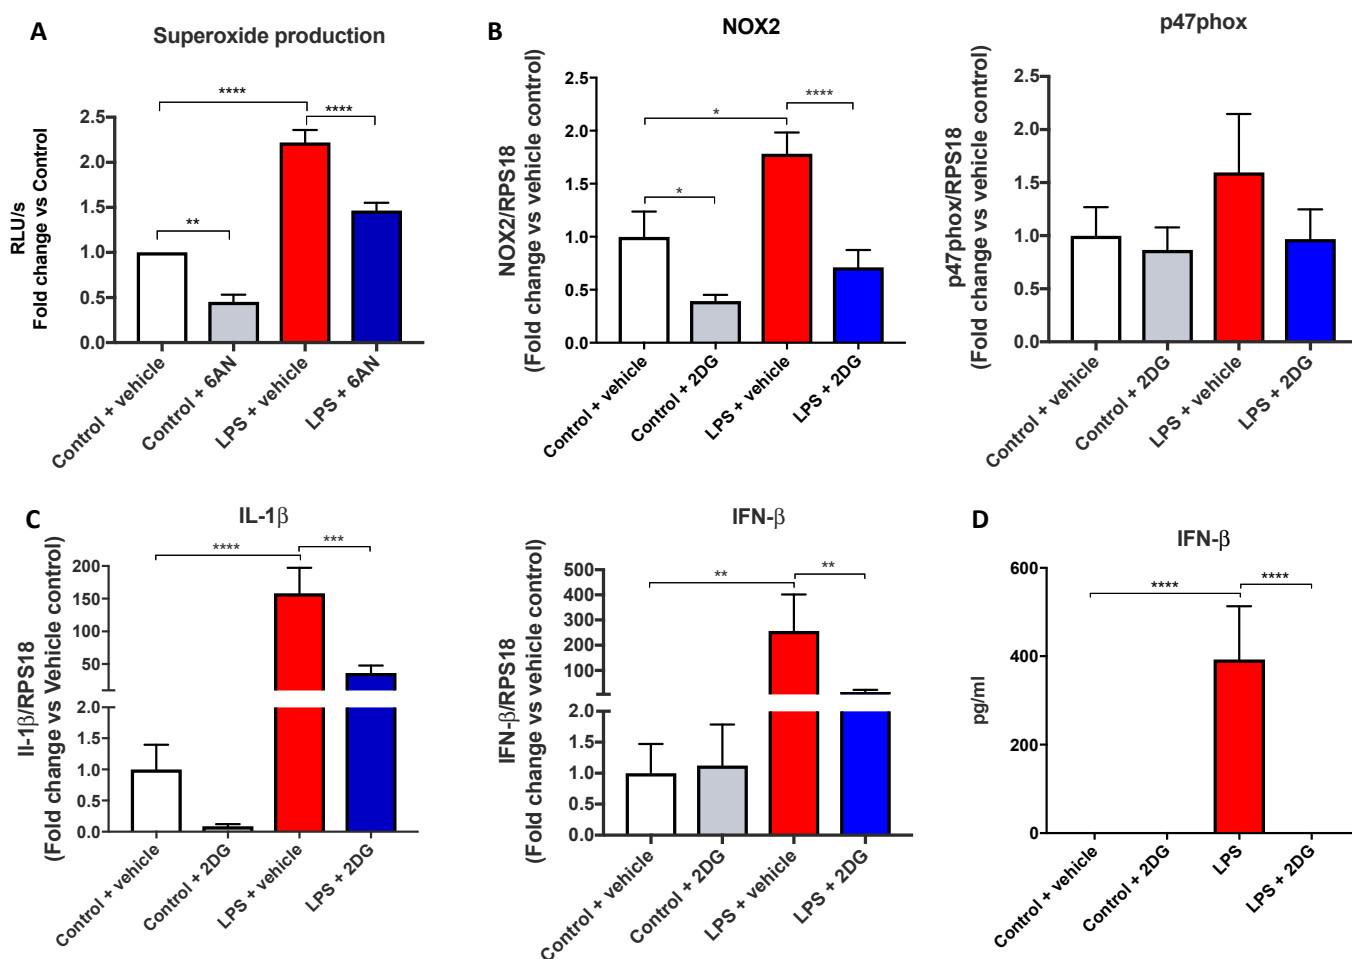 A
Superoxide production
RLU/s
Fold change vs Control
2.5
2.0
1.5
1.0
0.5
0.0
****
****
**
Control + vehicle
Control + 6AN
LPS + vehicle
LPS + 6AN
B
NOX2
NOX2/RPS18
(Fold change vs vehicle control)
2.5
2.0
1.5
1.0
0.5
0.0
****
*
*
Control + vehicle
Control + 2DG
LPS + vehicle
LPS + 2DG
p47phox
p47phox/RPS18
(Fold change vs vehicle control)
2.5
2.0
1.5
1.0
0.5
0.0
Control + vehicle
Control + 2DG
LPS + vehicle
LPS + 2DG
C
IL-1β
Il-1β/RPS18
(Fold change vs Vehicle control)
200
150
100
50
2.0
1.5
1.0
0.5
0.0
****
***
Control + vehicle
Control + 2DG
LPS + vehicle
LPS + 2DG
IFN-β
IFN-β/RPS18
(Fold change vs vehicle control)
500
400
300
200
100
2.0
1.5
1.0
0.5
0.0
**
**
Control + vehicle
Control + 2DG
LPS + vehicle
LPS + 2DG
D
IFN-β
pg/ml
600
400
200
0
****
****
Control + vehicle
Control + 2DG
LPS
LPS + 2DG